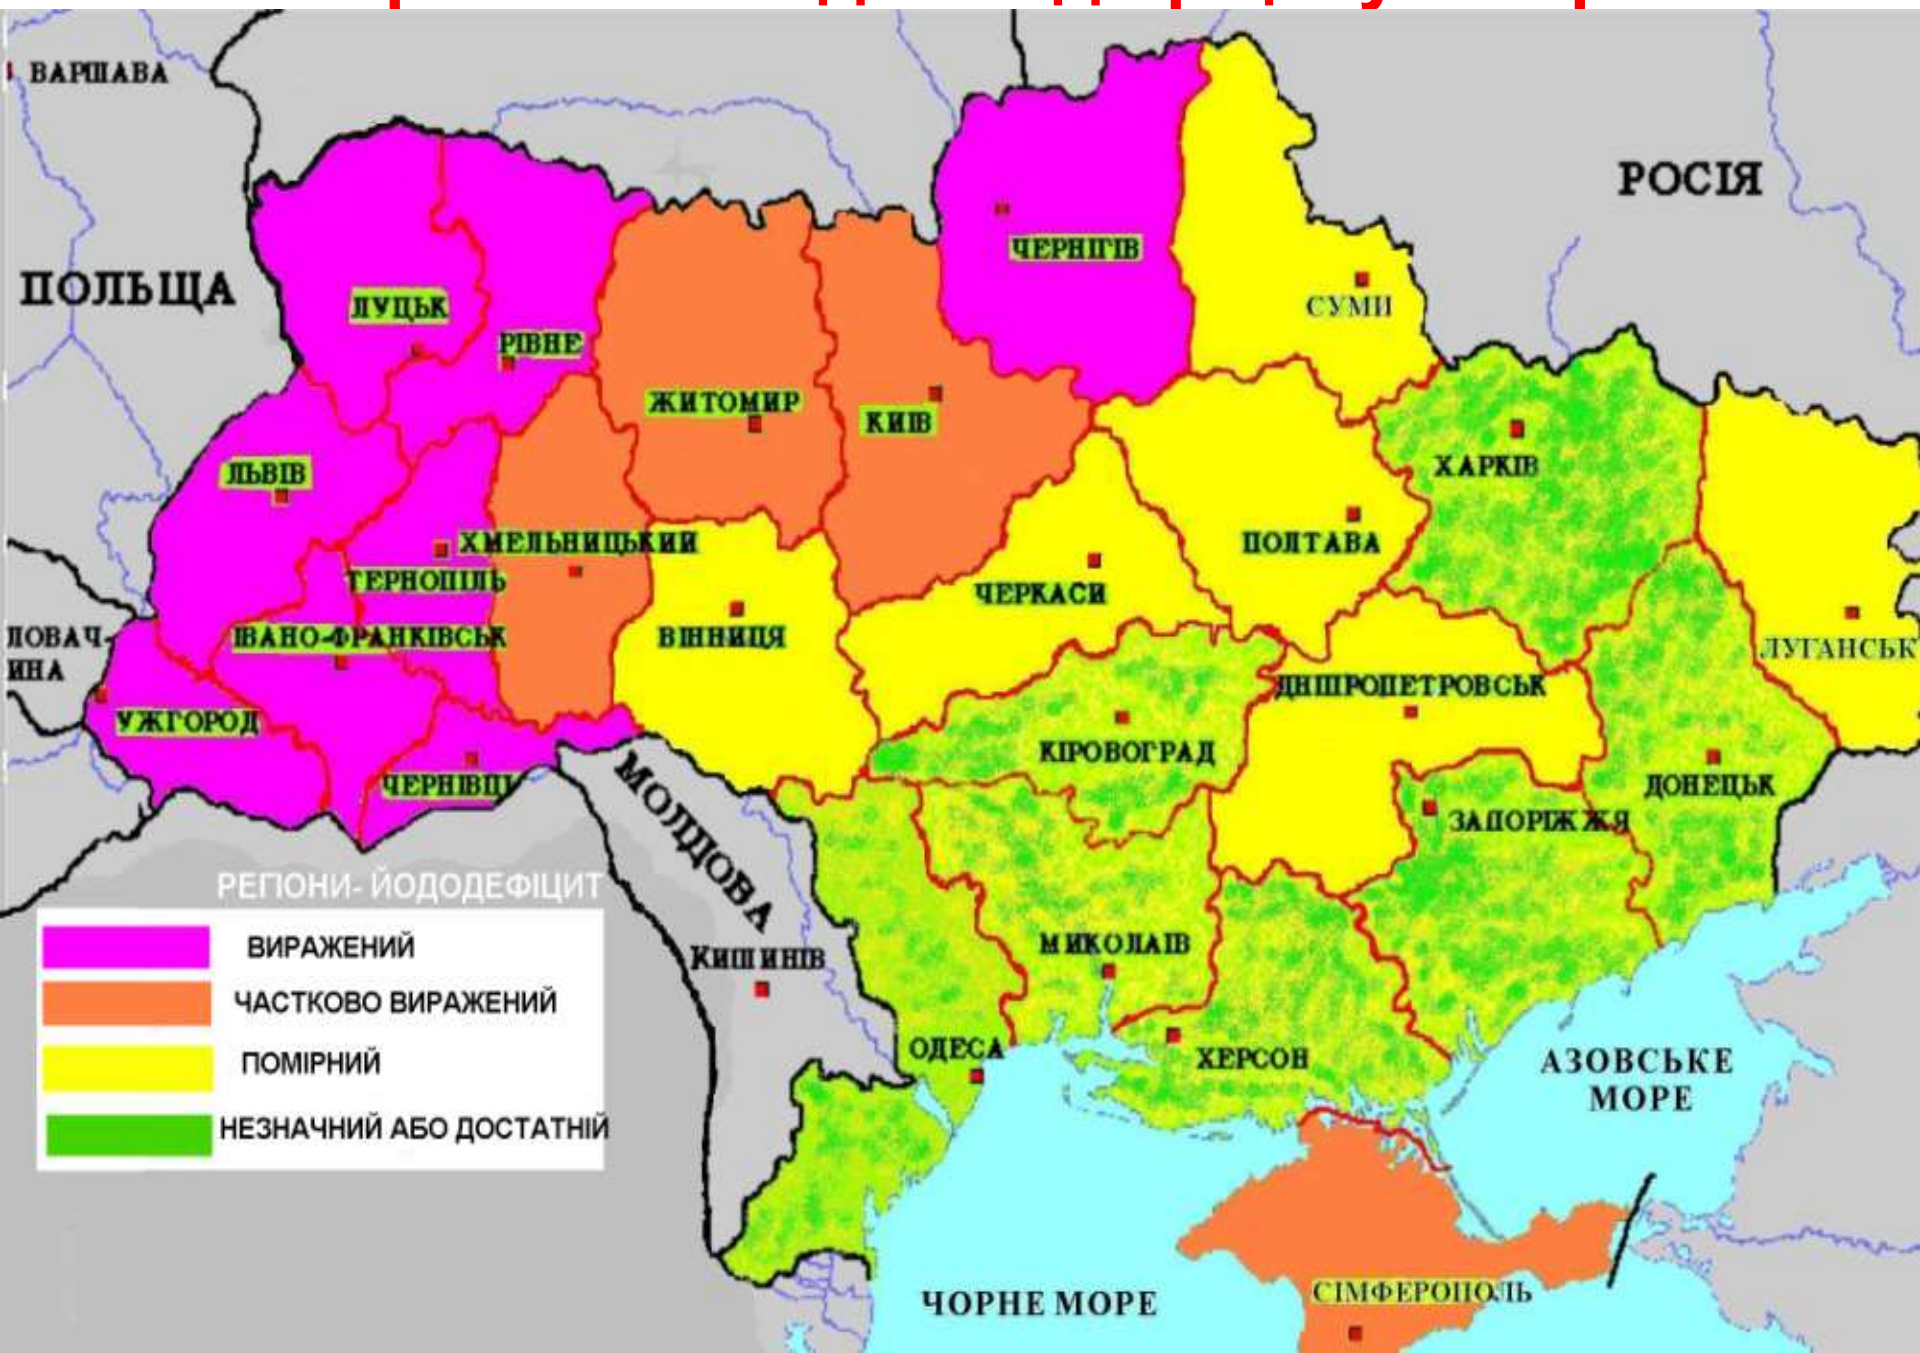 ВАРШАВА
РОСІЯ
ПОЛЬЩА
ЧЕРНІГІВ
СУМИ
ЛУЦЬК
РІВНЕ
ЖИТОМИР
КИЇВ
ЛЬВІВ
ХАРКІВ
ХМЕЛЬНИЦЬКИЙ
ПОЛТАВА
ТЕРНОПІЛЬ
ЧЕРКАСИ
ІВАНО-ФРАНКІВСЬК
ВІННИЦЯ
ЛОВАЧ-
ИНА
ЛУГАНСЬК
ДНІПРОПЕТРОВСЬК
УЖГОРОД
КІРОВОГРАД
ЧЕРНІВЦІ
ДОНЕЦЬК
ЗАПОРІЖЖЯ
МОЛДОВА
КИШИНІВ
МИКОЛАЇВ
ОДЕСА
ХЕРСОН
АЗОВСЬКЕ
МОРЕ
ЧОРНЕ МОРЕ
СІМФЕРОПОЛЬ
РЕГІОНИ- ЙОДОДЕФІЦИТ
ВИРАЖЕНИЙ
ЧАСТКОВО ВИРАЖЕНИЙ
ПОМІРНИЙ
НЕЗНАЧНИЙ АБО ДОСТАТНІЙ